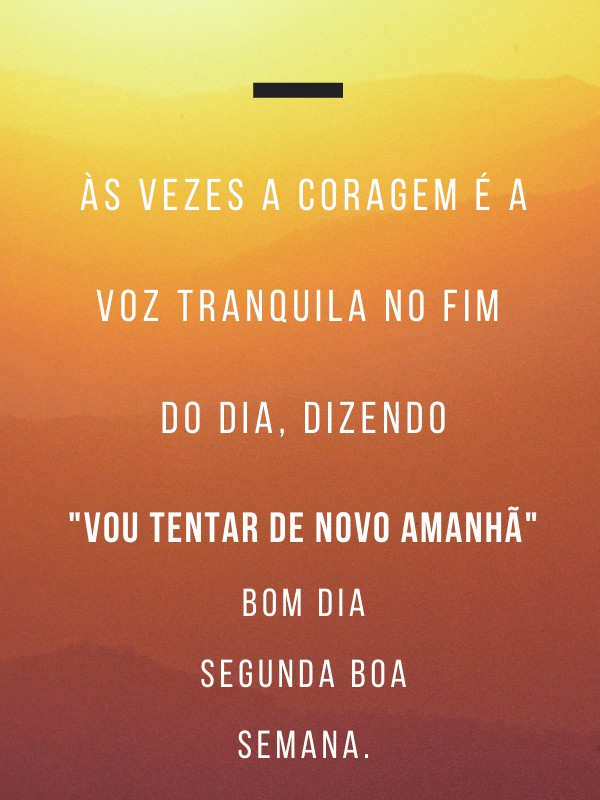 ÀS VEZES A CORAGEM É A
VOZ TRANQUILA NO FIM
DO DIA, DIZENDO
"VOU TENTAR DE NOVO AMANHÃ"
BOM DIA
SEGUNDA BOA
SEMANA.